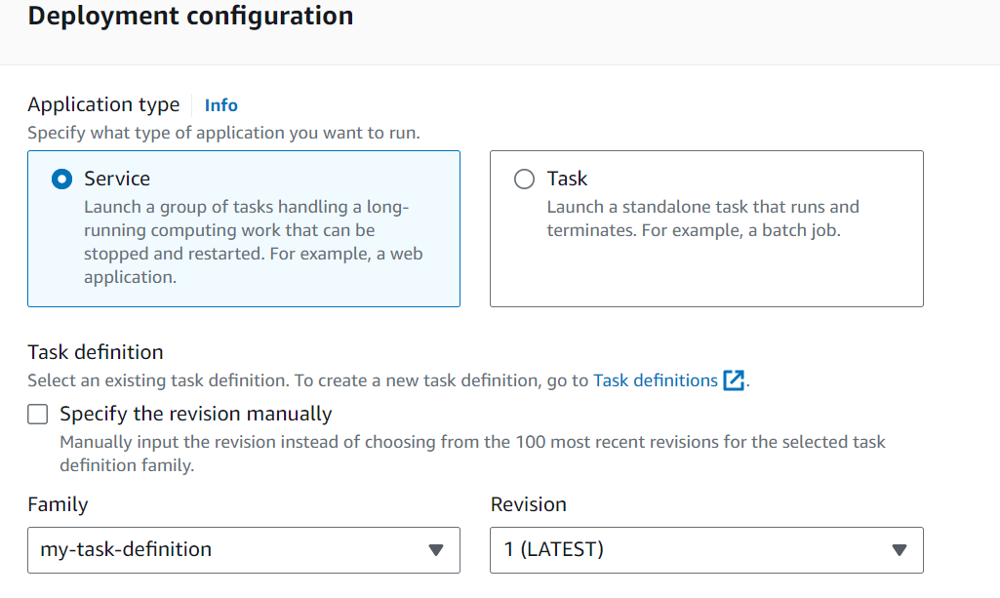 Deployment configuration
Application type Info
Specify what type of application you want to run.
Service
Launch a group of tasks handling a long-
running computing work that can be
stopped and restarted. For example, a web
application.
Task
Launch a standalone task that runs and
terminates. For example, a batch job.
Task definition
Select an existing task definition. To create a new task definition, go to Task definitions.
Specify the revision manually
Manually input the revision instead of choosing from the 100 most recent revisions for the selected task
definition family.
Family
my-task-definition
Revision
1 (LATEST)